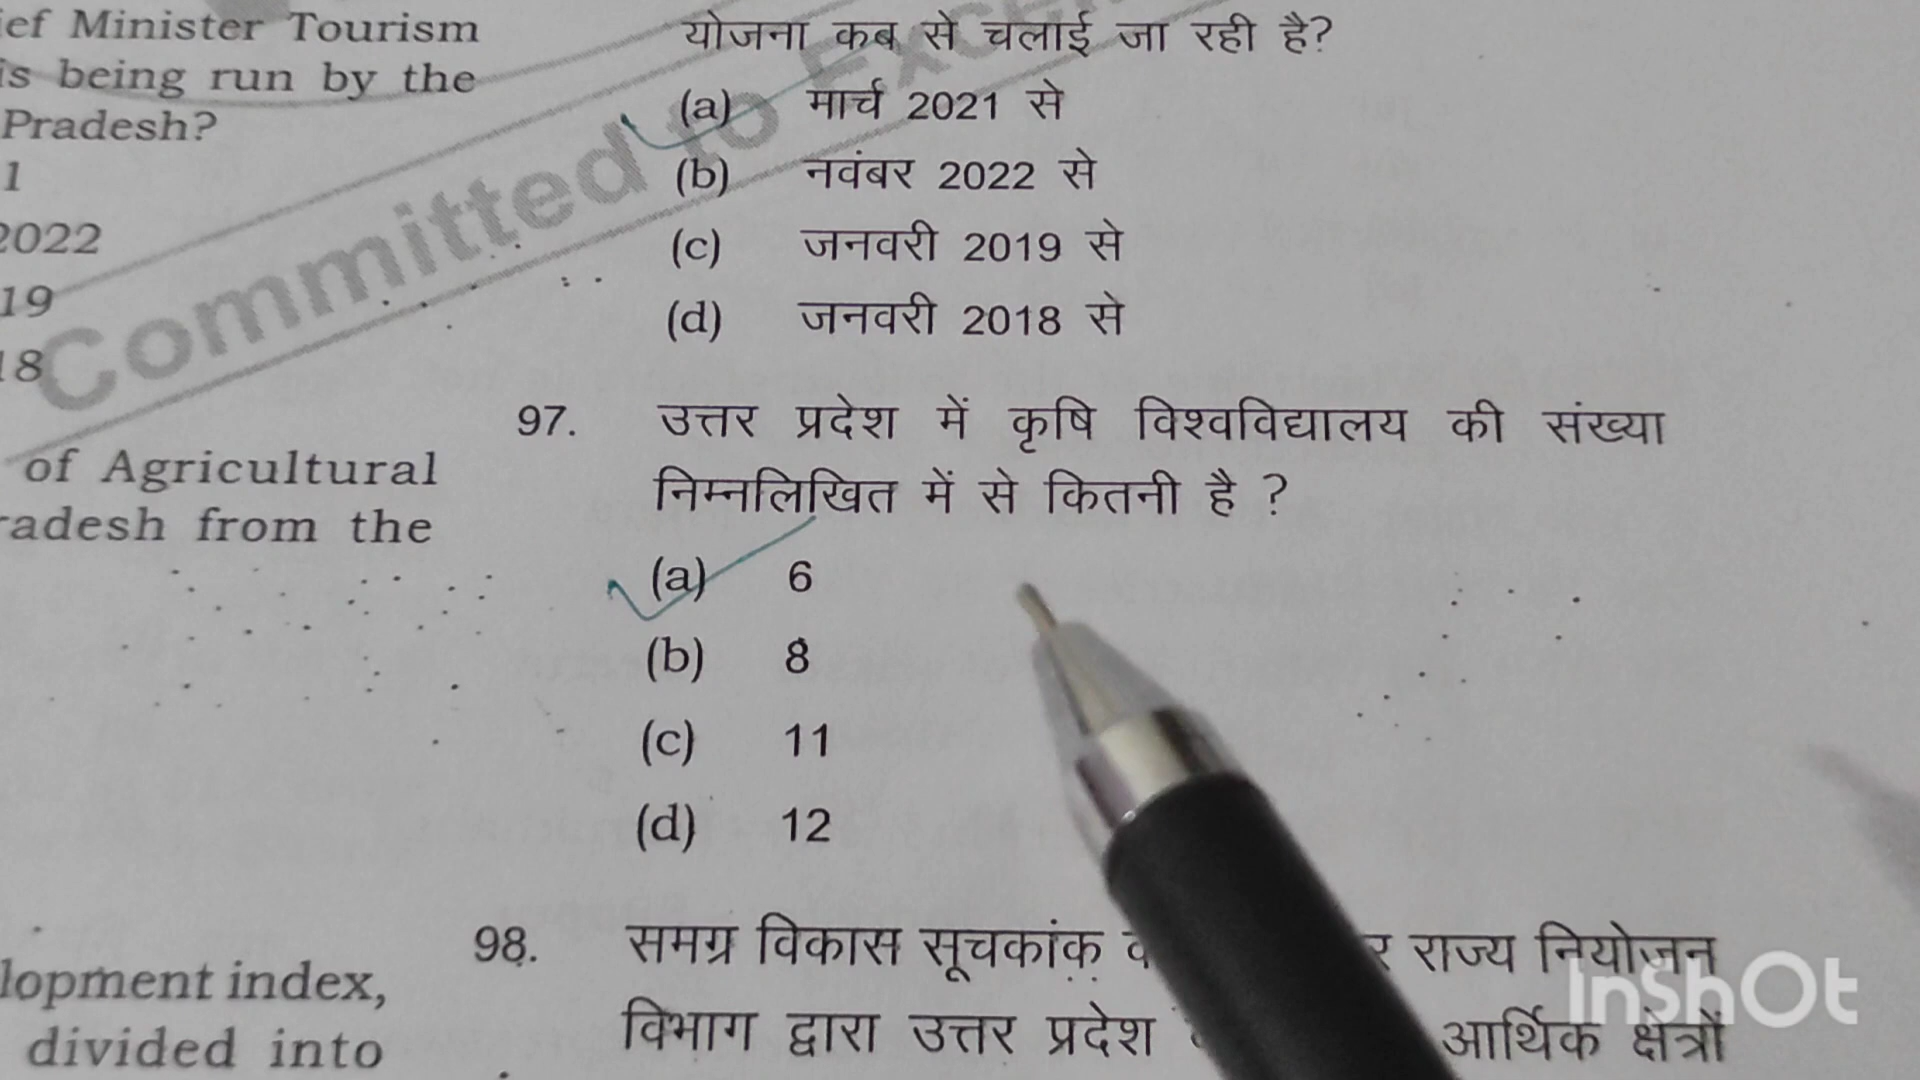 ief Minister Tourism
is being run by the
Pradesh?
1
2022
19
18
of Agricultural
radesh from the
lopment index,
divided into
योजना कब से चलाई जा रही है?
(a) मार्च 2021 से
(b) नवंबर 2022 से
(c) जनवरी 2019 से
(d) जनवरी 2018 से
97. उत्तर प्रदेश में कृषि विश्वविद्यालय की संख्या
निम्नलिखित में से कितनी है ?
(a) 6
(b) 8
(c) 11
(d) 12
98. समग्र विकास सूचकांक राज्य नियोजन
विभाग द्वारा उत्तर प्रदेश आर्थिक क्षेत्रों
Committed to
InShOt